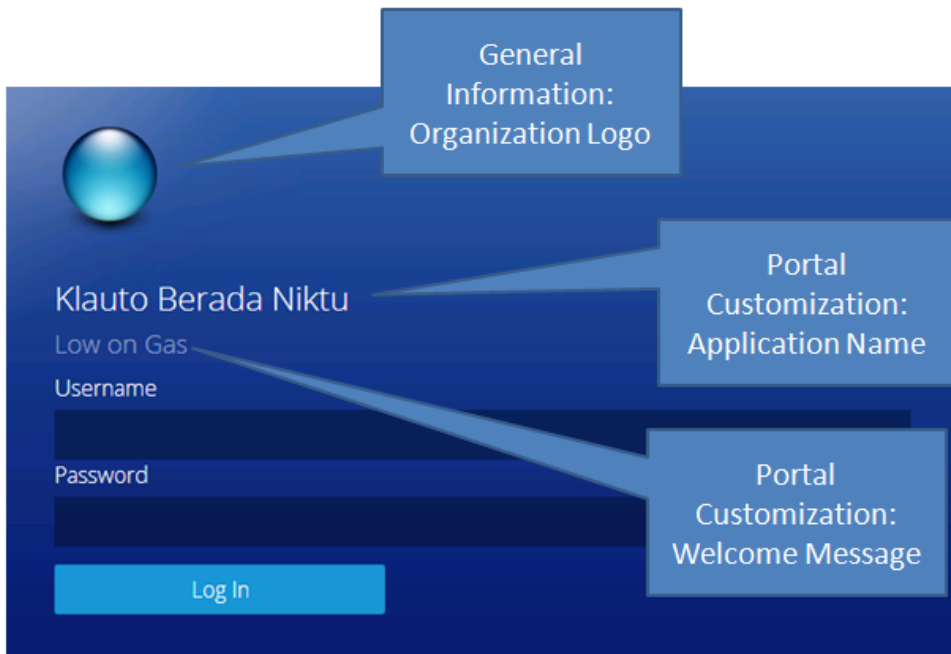 General
Information:
Organization Logo
Klauto Berada Niktu
Portal
Customization:
Application Name
Low on Gas
Username
Password
Portal
Customization:
Welcome Message
Log In